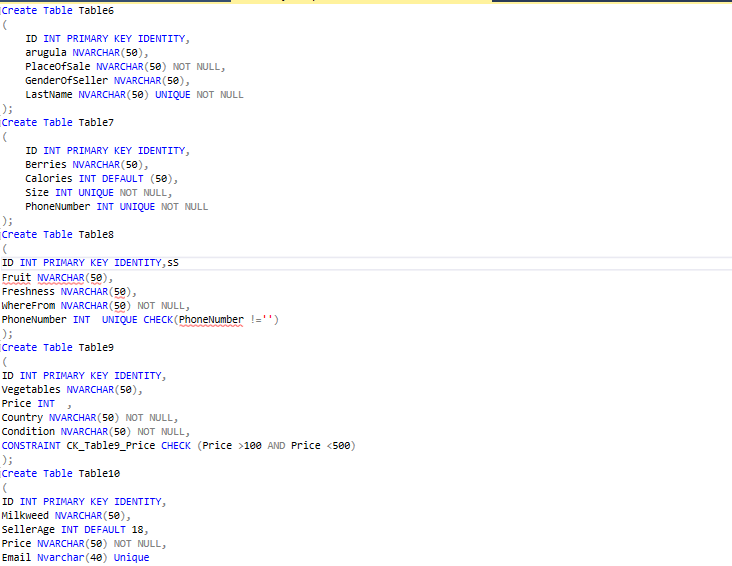 Create Table Table6
(
ID INT PRIMARY KEY IDENTITY,
arugula NVARCHAR(50),
PlaceOfSale NVARCHAR(50) NOT NULL,
GenderOfSeller NVARCHAR(50),
LastName NVARCHAR(50) UNIQUE NOT NULL
);
Create Table Table7
(
ID INT PRIMARY KEY IDENTITY,
Berries NVARCHAR(50),
Calories INT DEFAULT (50),
Size INT UNIQUE NOT NULL,
PhoneNumber INT UNIQUE NOT NULL
);
Create Table Table8
(
ID INT PRIMARY KEY IDENTITY,sS
Fruit NVARCHAR(50),
Freshness NVARCHAR(50),
WhereFrom NVARCHAR(50) NOT NULL,
PhoneNumber INT  UNIQUE CHECK(PhoneNumber !='')
);
Create Table Table9
(
ID INT PRIMARY KEY IDENTITY,
Vegetables NVARCHAR(50),
Price INT  ,
Country NVARCHAR(50) NOT NULL,
Condition NVARCHAR(50) NOT NULL,
CONSTRAINT CK_Table9_Price CHECK (Price >100 AND Price <500)
);
Create Table Table10
(
ID INT PRIMARY KEY IDENTITY,
Milkweed NVARCHAR(50),
SellerAge INT DEFAULT 18,
Price NVARCHAR(50) NOT NULL,
Email Nvarchar(40) Unique